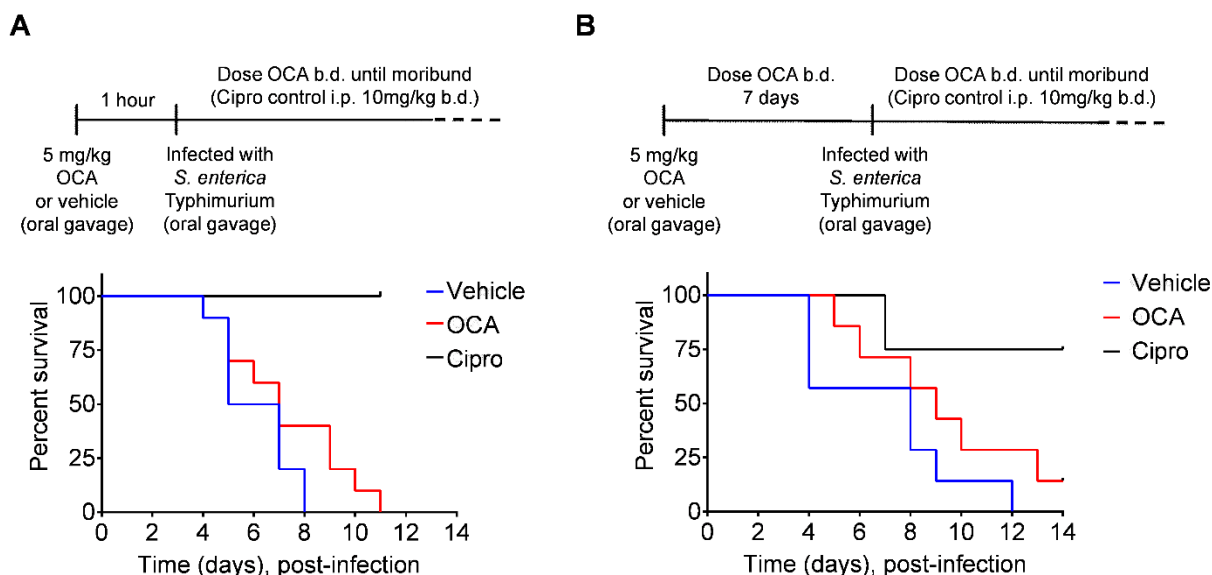 A
Dose OCA b.d. until moribund
(Cipro control i.p. 10mg/kg b.d.)
1 hour
5 mg/kg
OCA
or vehicle
(oral gavage)
Infected with
S. enterica
Typhimurium
(oral gavage)
Percent survival
100
75
50
25
0
0 2 4 6 8 10 12 14
Time (days), post-infection
Vehicle
OCA
Cipro
B
Dose OCA b.d.
7 days
Dose OCA b.d. until moribund
(Cipro control i.p. 10mg/kg b.d.)
5 mg/kg
OCA
or vehicle
(oral gavage)
Infected with
S. enterica
Typhimurium
(oral gavage)
Percent survival
100
75
50
25
0
0 2 4 6 8 10 12 14
Time (days), post-infection
Vehicle
OCA
Cipro